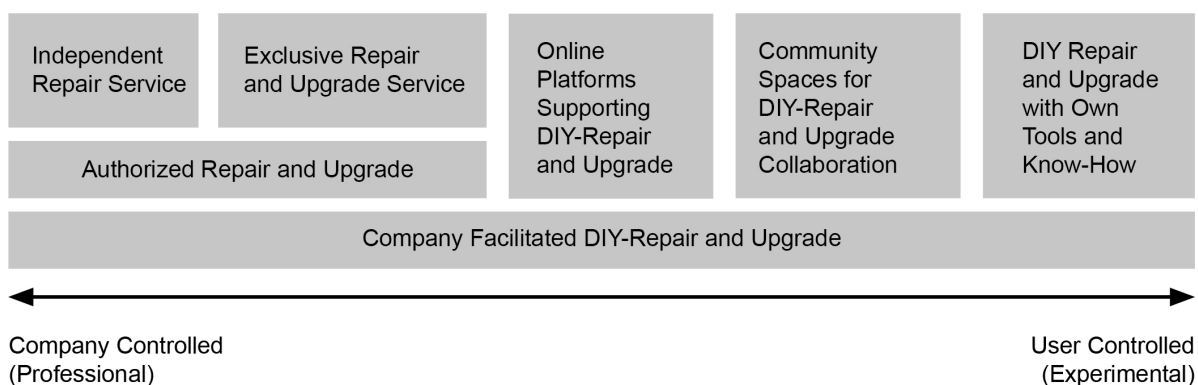 Independent
Repair Service
Exclusive Repair
and Upgrade Service
Online
Platforms
Supporting
DIY-Repair
and Upgrade
Community
Spaces for
DIY-Repair
and Upgrade
Collaboration
DIY Repair
and Upgrade
with Own
Tools and
Know-How
Authorized Repair and Upgrade
Company Facilitated DIY-Repair and Upgrade
Company Controlled
(Professional)
User Controlled
(Experimental)